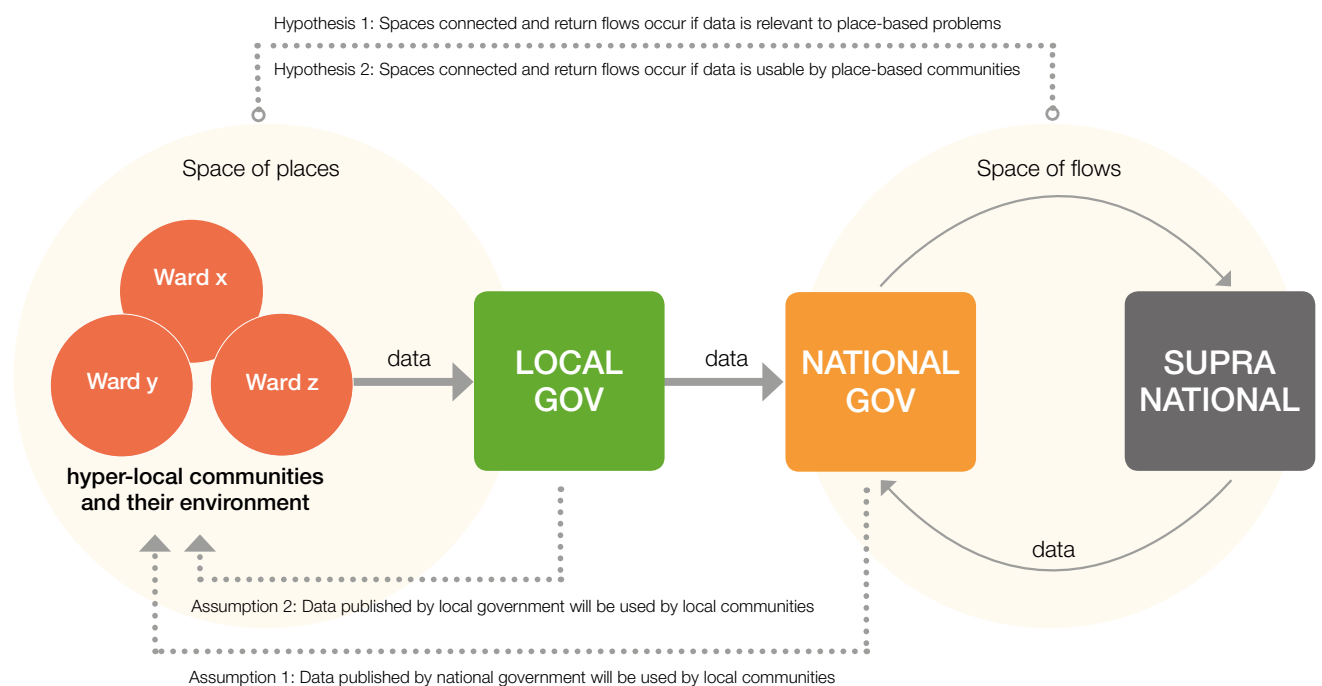 Hypothesis 1: Spaces connected and return flows occur if data is relevant to place-based problems
Hypothesis 2: Spaces connected and return flows occur if data is usable by place-based communities
Space of places
Space of flows
Ward x
Ward y
Ward z
data
LOCAL
GOV
data
NATIONAL
GOV
SUPRA
NATIONAL
hyper-local communities
and their environment
data
Assumption 2: Data published by local government will be used by local communities
Assumption 1: Data published by national government will be used by local communities